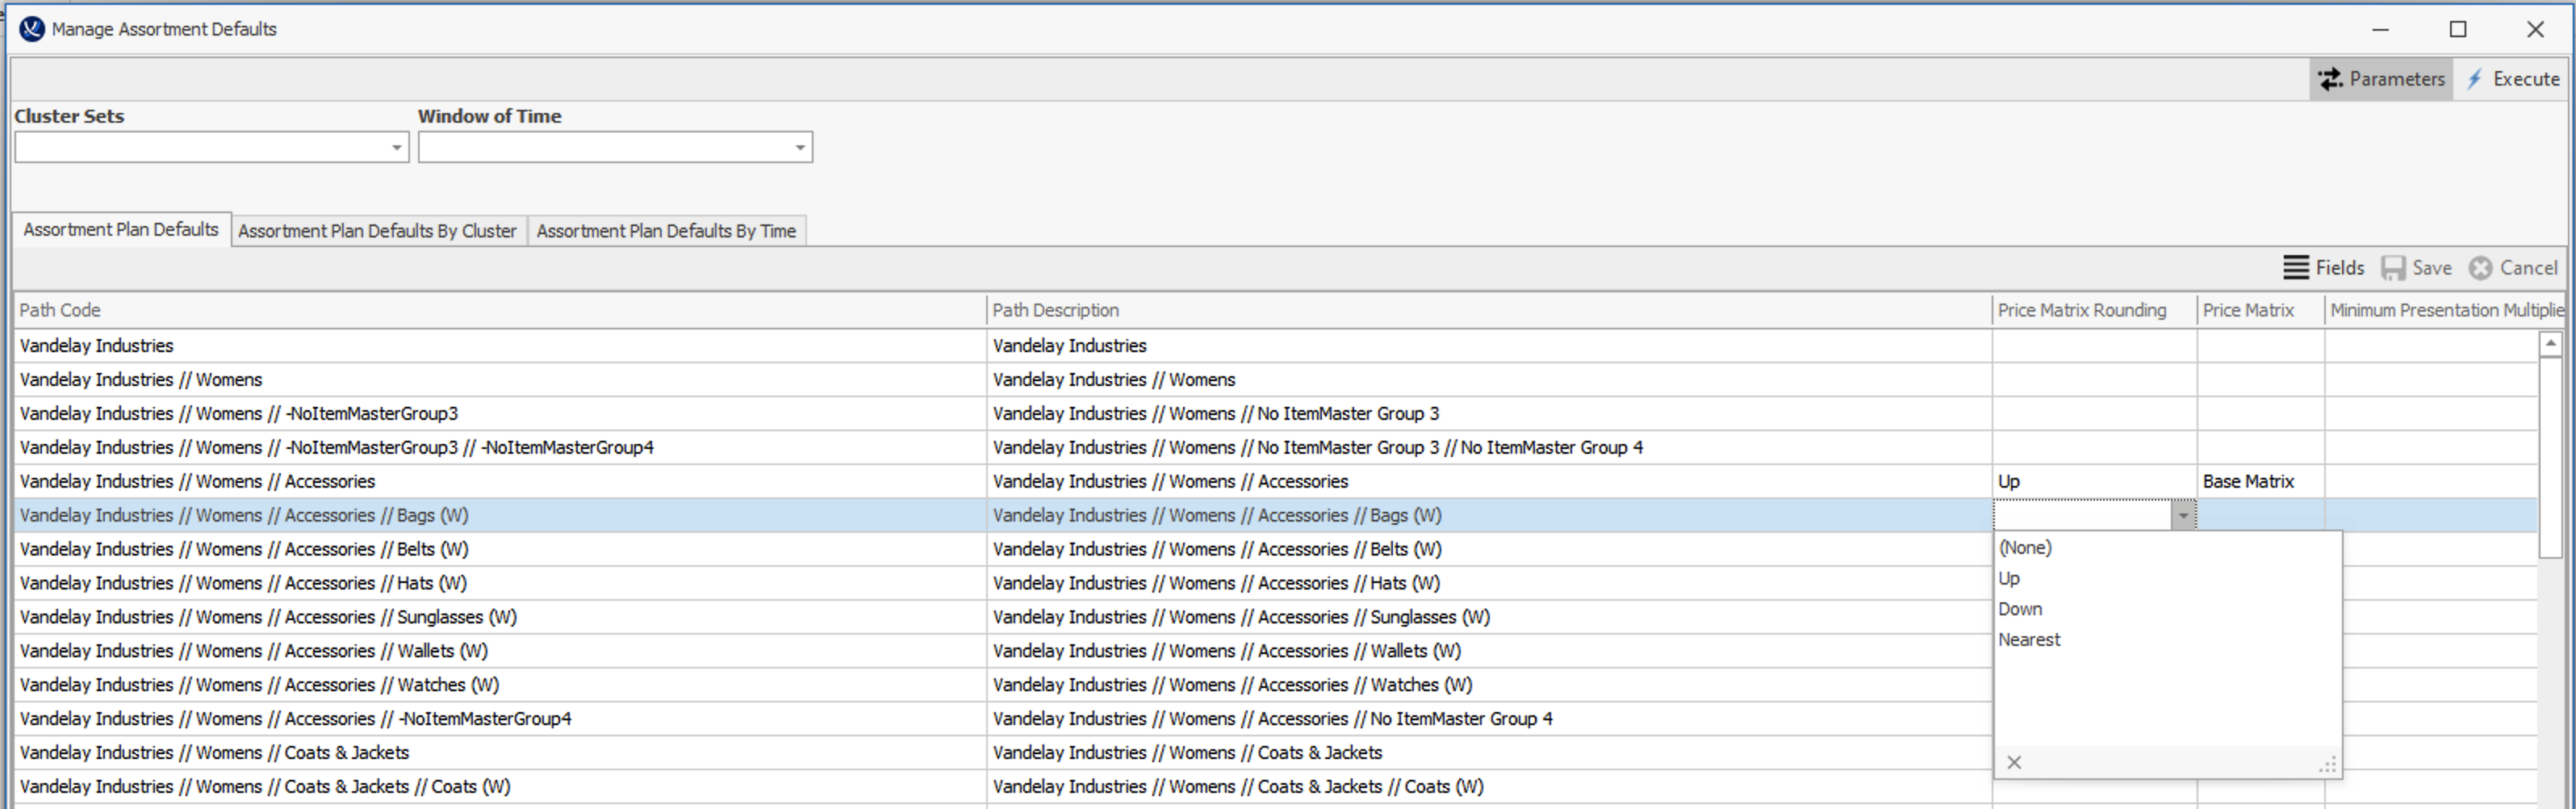 Manage Assortment Defaults
Parameters Execute
Cluster Sets Window of Time
Assortment Plan Defaults Assortment Plan Defaults By Cluster Assortment Plan Defaults By Time
Fields Save Cancel
Path Code Path Description Price Matrix Rounding Price Matrix Minimum Presentation Multiplie
Vandelay Industries Vandelay Industries
Vandelay Industries // Womens Vandelay Industries // Womens
Vandelay Industries // Womens // -NoItemMasterGroup3 Vandelay Industries // Womens // No ItemMaster Group 3
Vandelay Industries // Womens // -NoItemMasterGroup3 // -NoItemMasterGroup4 Vandelay Industries // Womens // No ItemMaster Group 3 // No ItemMaster Group 4
Vandelay Industries // Womens // Accessories Vandelay Industries // Womens // Accessories Up Base Matrix
Vandelay Industries // Womens // Accessories // Bags (W) Vandelay Industries // Womens // Accessories // Bags (W)
Vandelay Industries // Womens // Accessories // Belts (W) Vandelay Industries // Womens // Accessories // Belts (W) (None)
Vandelay Industries // Womens // Accessories // Hats (W) Vandelay Industries // Womens // Accessories // Hats (W) Up
Vandelay Industries // Womens // Accessories // Sunglasses (W) Vandelay Industries // Womens // Accessories // Sunglasses (W) Down
Vandelay Industries // Womens // Accessories // Wallets (W) Vandelay Industries // Womens // Accessories // Wallets (W) Nearest
Vandelay Industries // Womens // Accessories // Watches (W) Vandelay Industries // Womens // Accessories // Watches (W)
Vandelay Industries // Womens // Accessories // -NoItemMasterGroup4 Vandelay Industries // Womens // Accessories // No ItemMaster Group 4
Vandelay Industries // Womens // Coats & Jackets Vandelay Industries // Womens // Coats & Jackets
Vandelay Industries // Womens // Coats & Jackets // Coats (W) Vandelay Industries // Womens // Coats & Jackets // Coats (W)